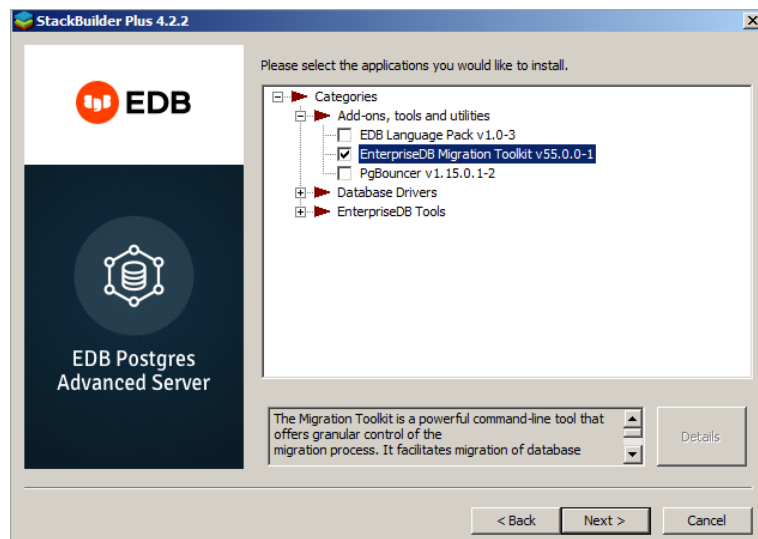 StackBuilder Plus 4.2.2
EDB
EDB Postgres
Advanced Server
Please select the applications you would like to install.
Categories
Add-ons, tools and utilities
EDB Language Pack v1.0-3
EnterpriseDB Migration Toolkit v55.0.0-1
PgBouncer v1.15.0.1-2
Database Drivers
EnterpriseDB Tools
The Migration Toolkit is a powerful command-line tool that
offers granular control of the
migration process. It facilitates migration of database
Details
< Back
Next >
Cancel